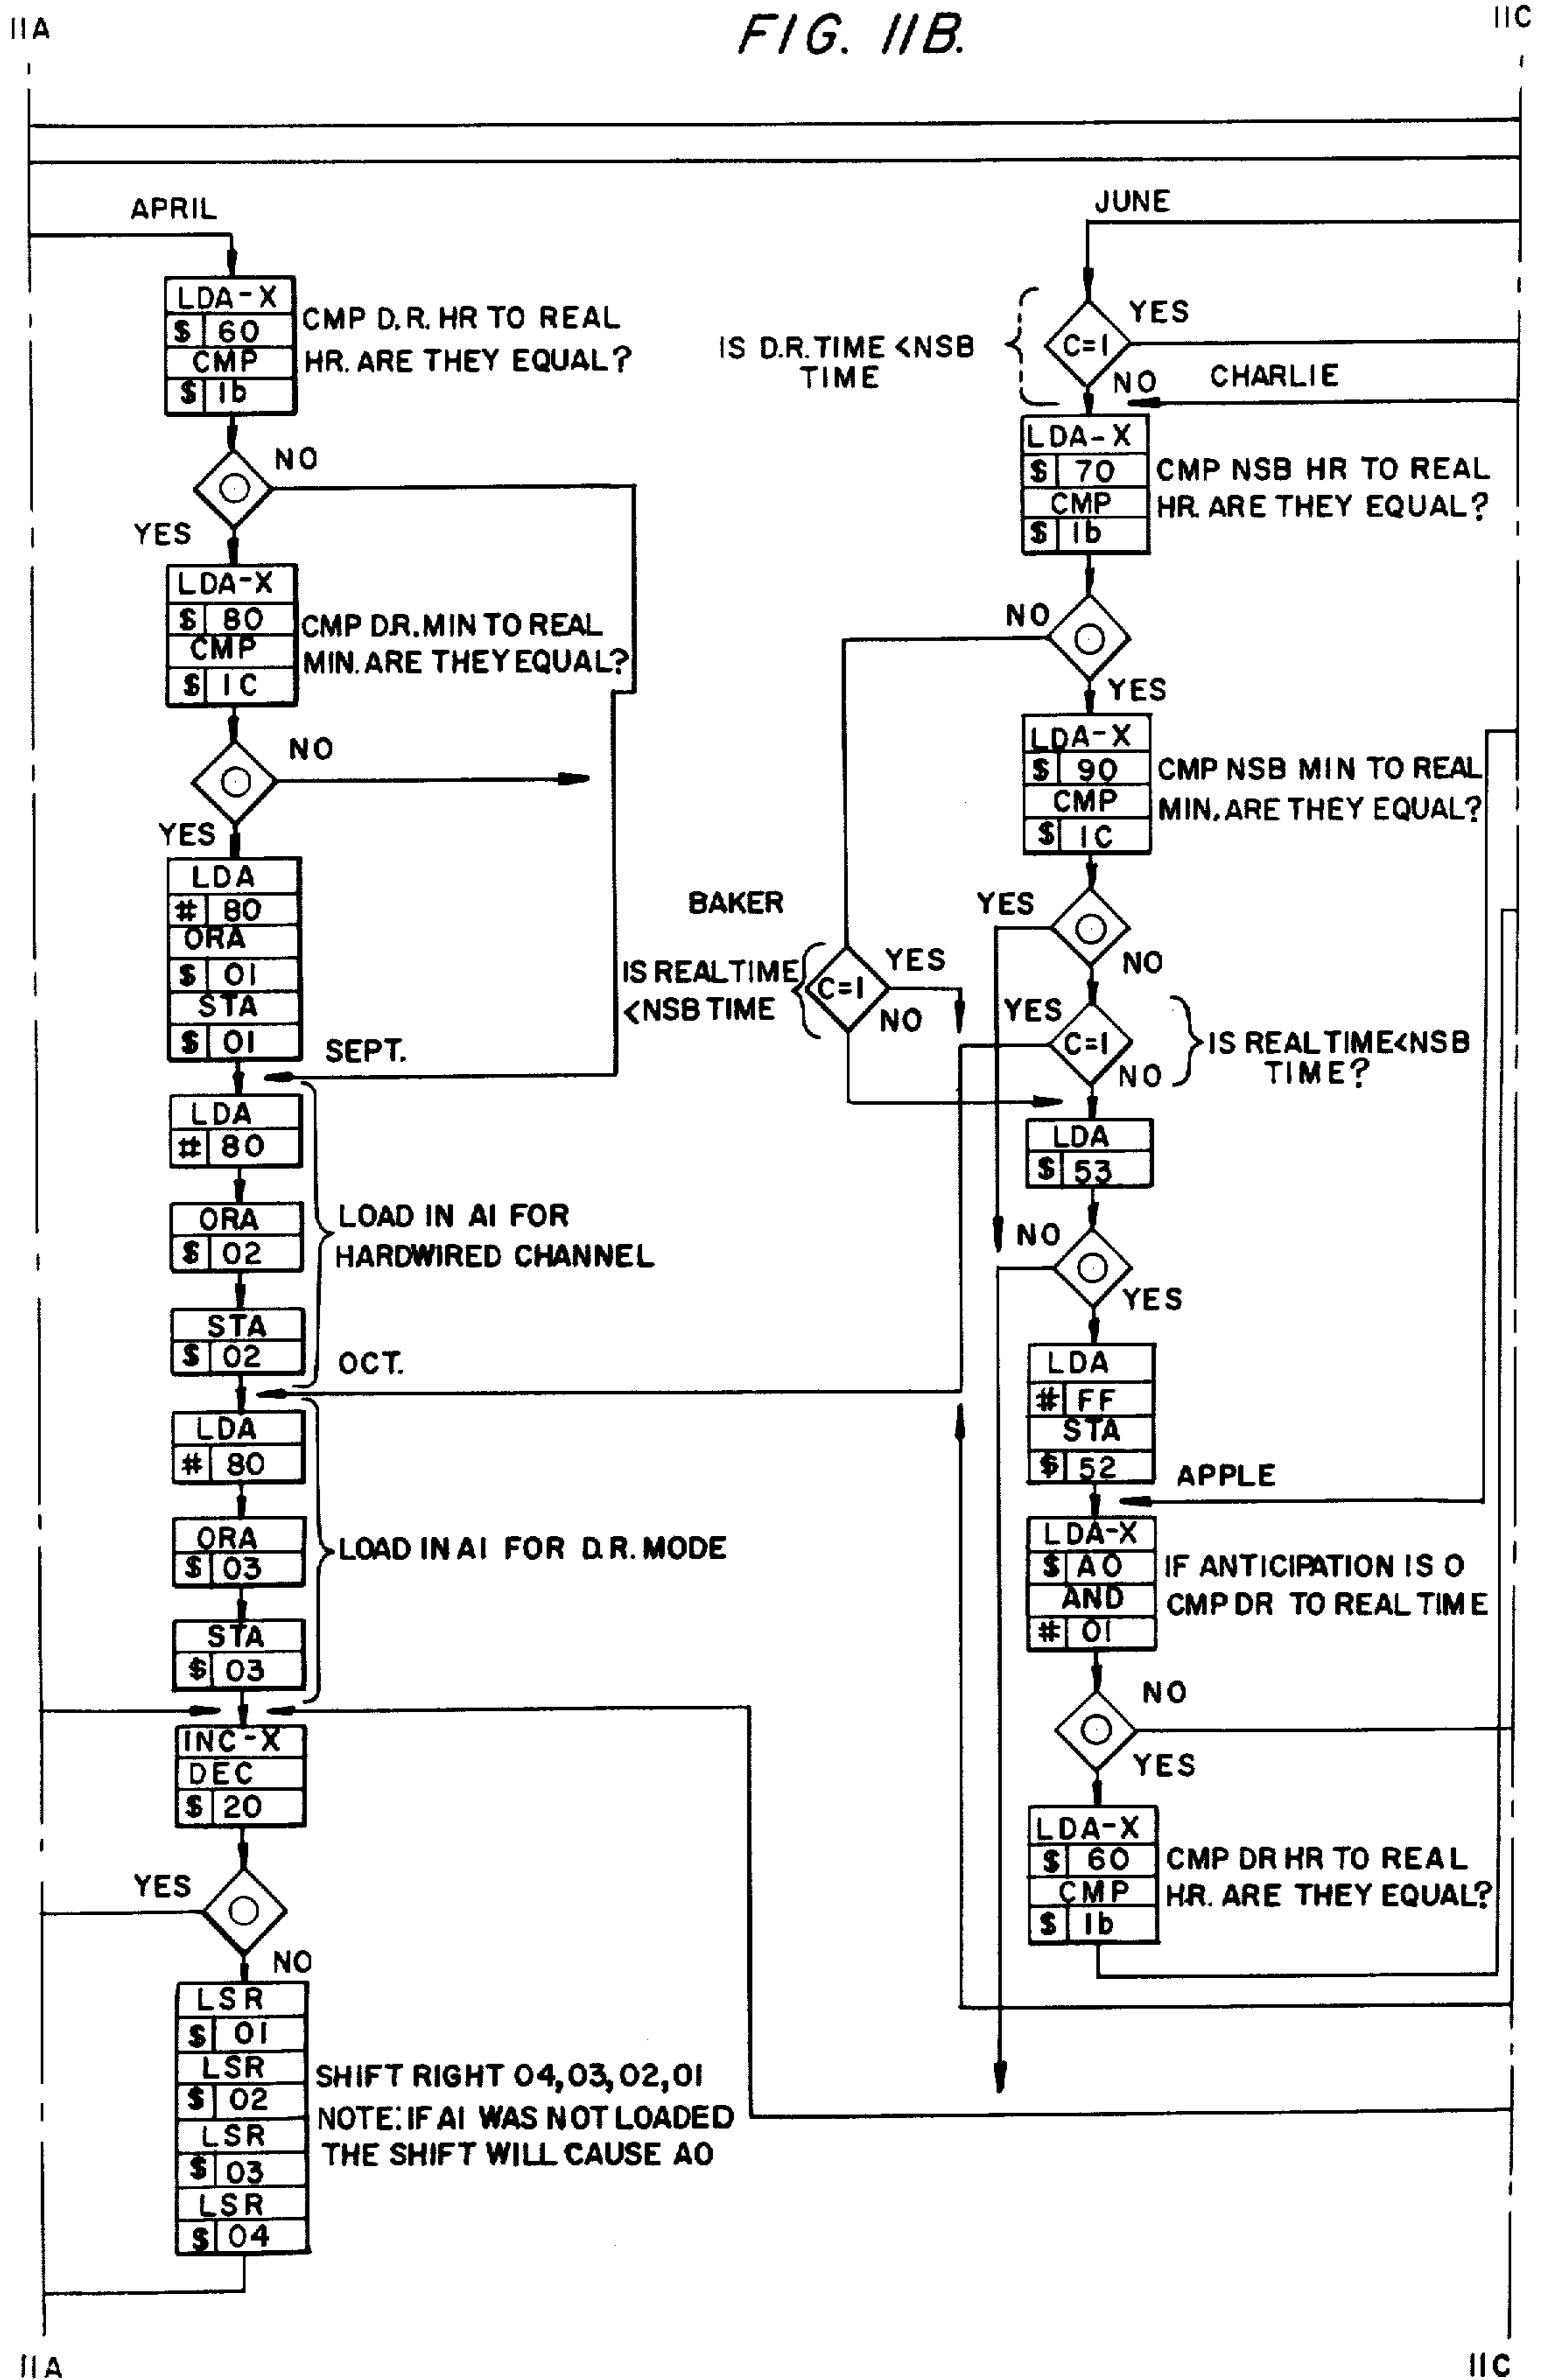 11A
FIG. 11B.
11C
APRIL
LDA-X
$ 60
CMP
$ 1b
CMP D.R. HR TO REAL
HR. ARE THEY EQUAL?
NO
YES
LDA-X
$ 80
CMP
$ 1C
CMP D.R. MIN TO REAL
MIN. ARE THEY EQUAL?
NO
YES
LDA
# 80
ORA
$ 01
STA
$ 01
SEPT.
LDA
# 80
ORA
$ 02
STA
$ 02
LOAD IN A1 FOR
HARDWIRED CHANNEL
OCT.
LDA
# 80
ORA
$ 03
STA
$ 03
LOAD IN A1 FOR D.R. MODE
INC-X
DEC
$ 20
YES
NO
LSR
$ 01
LSR
$ 02
LSR
$ 03
LSR
$ 04
SHIFT RIGHT 04,03,02,01
NOTE: IF A1 WAS NOT LOADED
THE SHIFT WILL CAUSE A0
JUNE
IS D.R. TIME <NSB
TIME
C=1
YES
NO
CHARLIE
LDA-X
$ 70
CMP
$ 1b
CMP NSB HR TO REAL
HR. ARE THEY EQUAL?
NO
YES
LDA-X
$ 90
CMP
$ 1C
CMP NSB MIN TO REAL
MIN. ARE THEY EQUAL?
BAKER
IS REAL TIME
<NSB TIME
C=1
YES
NO
YES
NO
YES
C=1
NO
IS REAL TIME<NSB
TIME?
LDA
$ 53
NO
YES
LDA
# FF
STA
$ 52
APPLE
LDA-X
$ A0
AND
# 01
IF ANTICIPATION IS 0
CMP DR TO REAL TIME
NO
YES
LDA-X
$ 60
CMP
$ 1b
CMP DR HR TO REAL
HR. ARE THEY EQUAL?
11A
11C